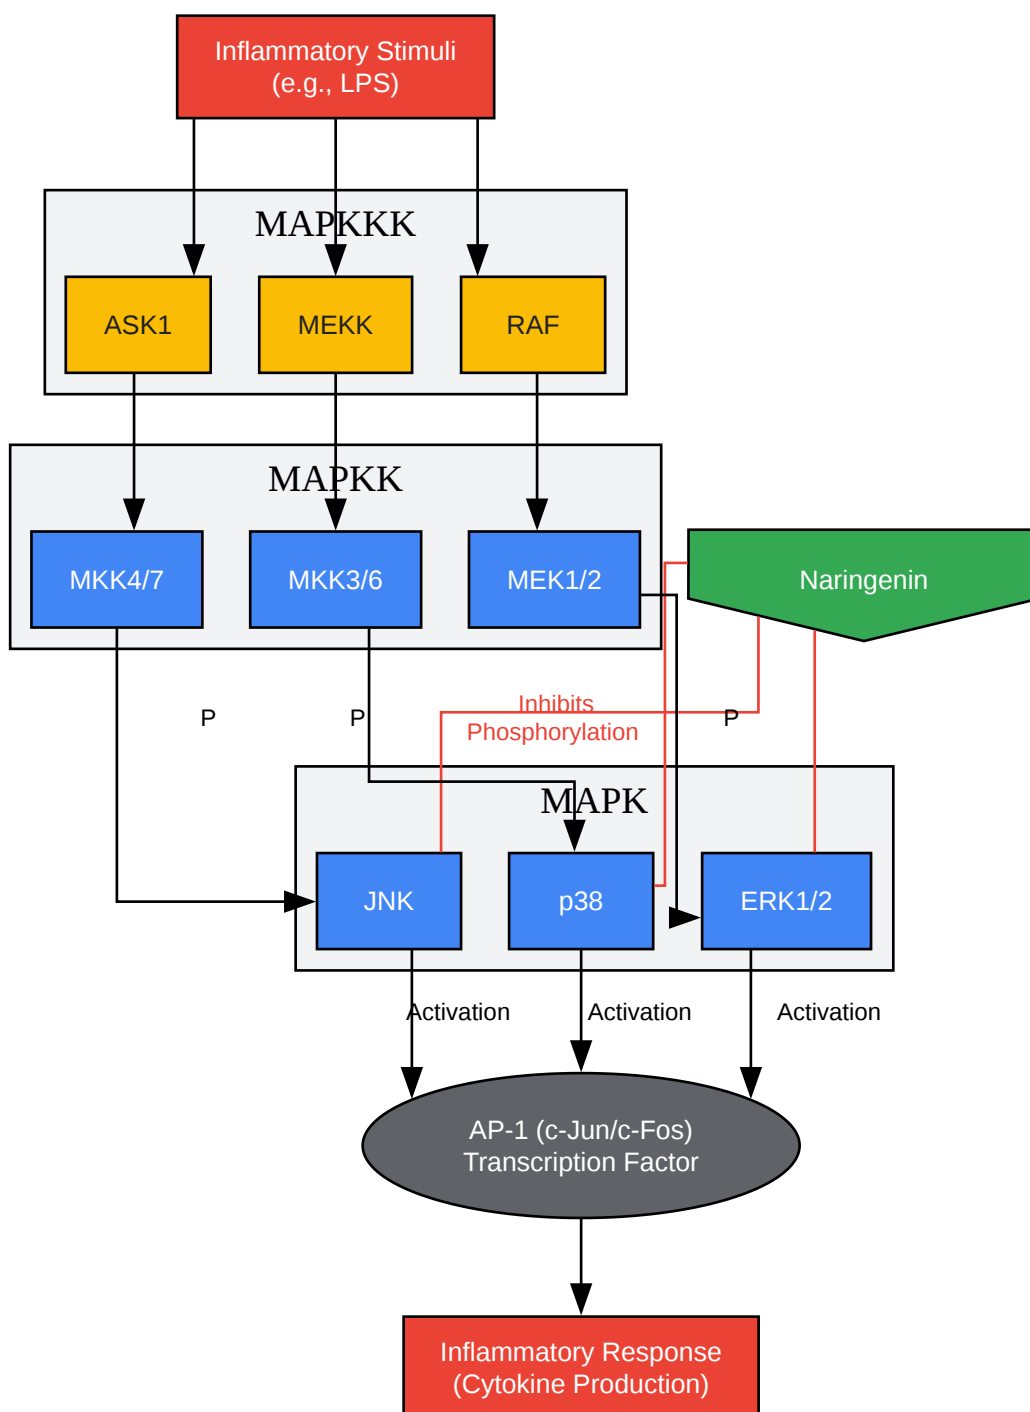 Inflammatory Stimuli
(e.g., LPS)
MAPKKK
ASK1
MEKK
RAF
MAPKK
MKK4/7
MKK3/6
MEK1/2
Naringenin
Inhibits
Phosphorylation
P
P
P
MAPK
JNK
p38
ERK1/2
Activation
Activation
Activation
AP-1 (c-Jun/c-Fos)
Transcription Factor
Inflammatory Response
(Cytokine Production)